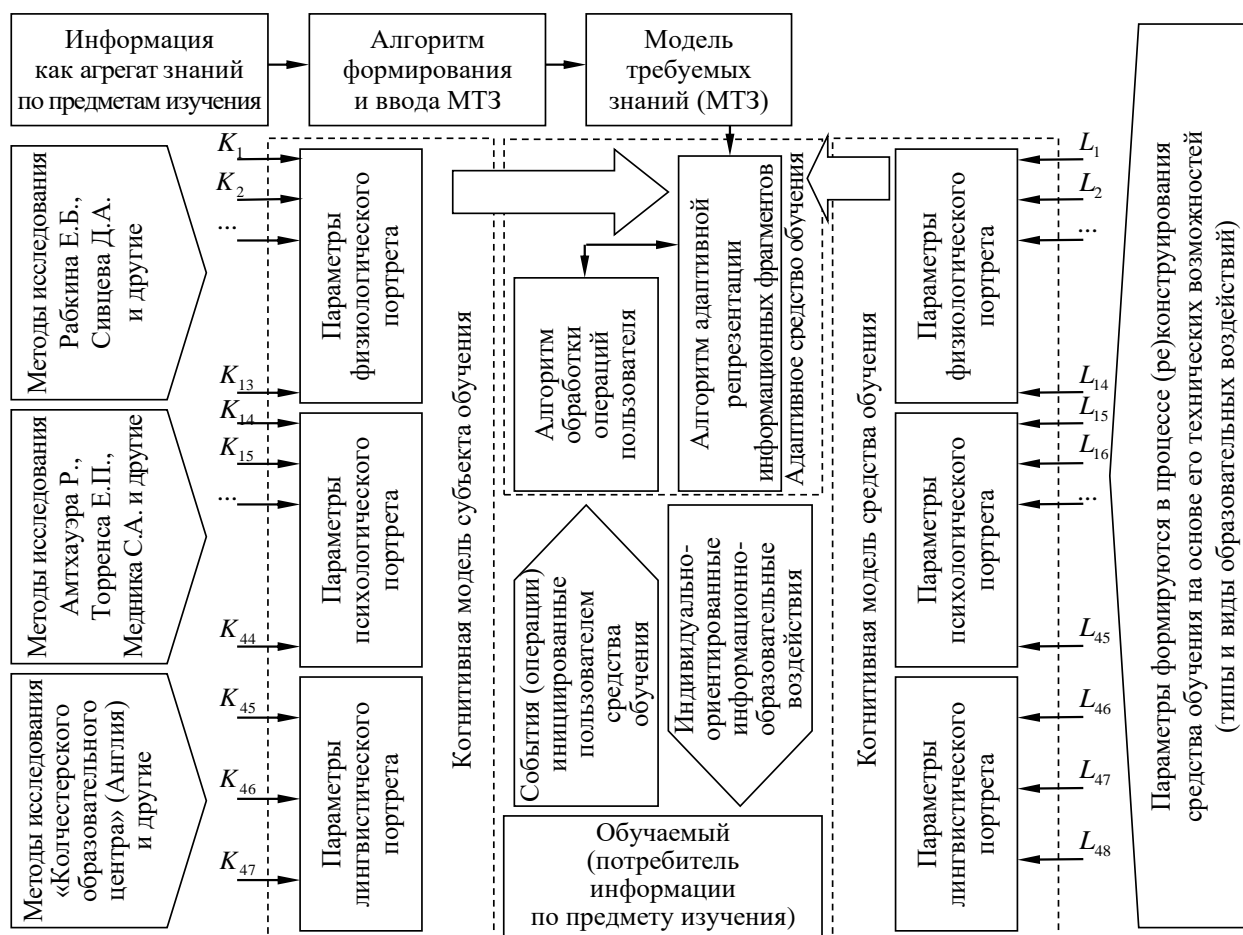 Информация
как агрегат знаний
по предметам изучения
Алгоритм
формирования
и ввода МТЗ
Модель
требуемых
знаний (МТЗ)
Методы исследования
Рабкина Е.Б.,
Сивцева Д.А.
и другие
K1
K2
...
K13
Параметры
физиологического
портрета
Методы исследования
Амтхауэра Р.,
Торренса Е.П.,
Медника С.А. и другие
K14
K15
...
K44
Параметры
психологического
портрета
Методы исследования
«Колчестерского
образовательного
центра» (Англия)
и другие
K45
K46
K47
Параметры
лингвистического
портрета
Когнитивная модель субъекта обучения
Алгоритм
обработки
операций
пользователя
Алгоритм адаптивной
репрезентации
информационных фрагментов
Адаптивное средство обучения
События (операции)
инициированные
пользователем
средства
обучения
Индивидуально-
ориентированные
информационно-
образовательные
воздействия
Обучаемый
(потребитель
информации
по предмету изучения)
Когнитивная модель средства обучения
Параметры
физиологического
портрета
L1
L2
...
L14
Параметры
психологического
портрета
L15
L16
...
L45
Параметры
лингвистического
портрета
L46
L47
L48
Параметры формируются в процессе (ре)конструирования
средства обучения на основе его технических возможностей
(типы и виды образовательных воздействий)